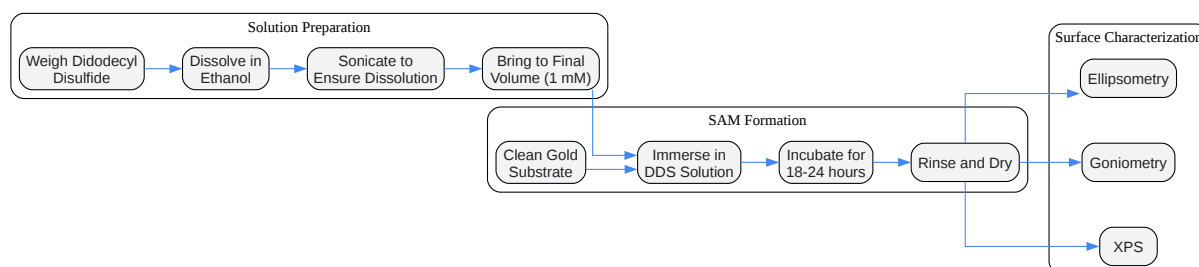 Solution Preparation
Weigh Didodecyl
Disulfide
Dissolve in
Ethanol
Sonicate to
Ensure Dissolution
Bring to Final
Volume (1 mM)
SAM Formation
Clean Gold
Substrate
Immerse in
DDS Solution
Incubate for
18-24 hours
Rinse and Dry
Surface Characterization
Ellipsometry
Goniometry
XPS